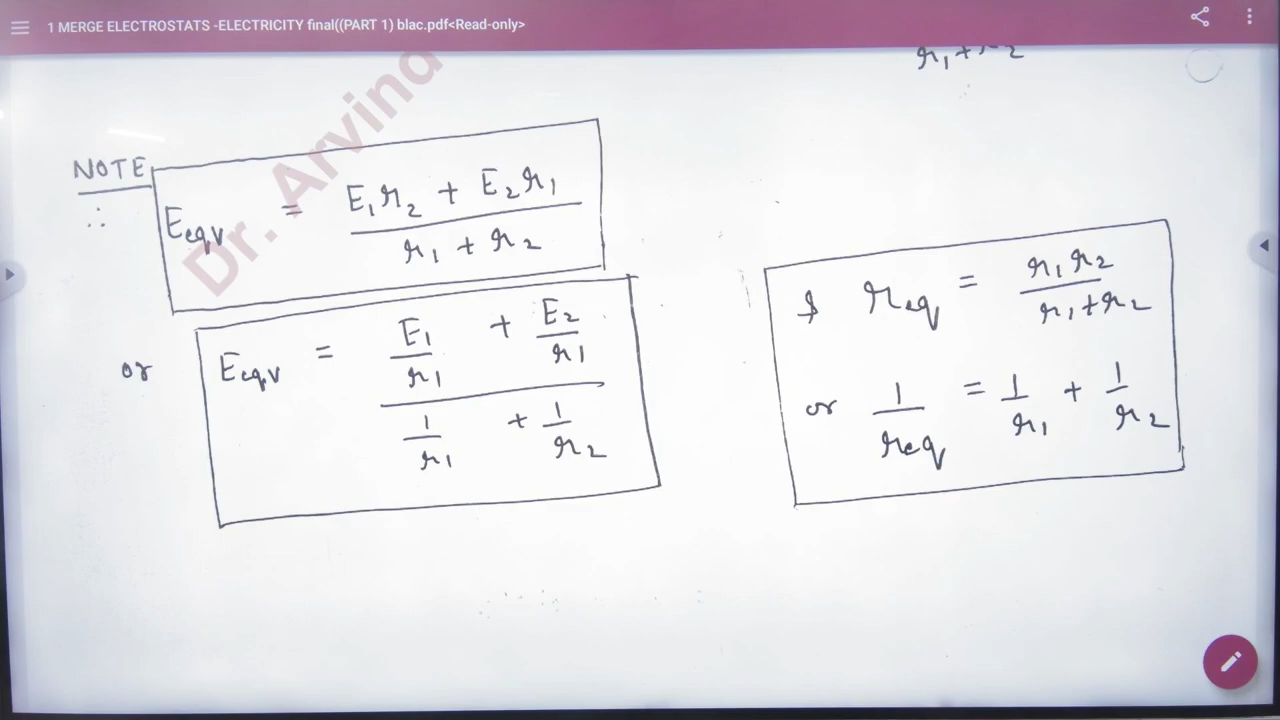 1 MERGE ELECTROSTATS -ELECTRICITY final((PART 1) blac.pdf<Read-only>
r₁+r₂
Dr. Arvind
NOTE
∴ Eeqv = (E₁r₂ + E₂r₁)/(r₁ + r₂)
or Eeqv = (E₁/r₁ + E₂/r₁)/(1/r₁ + 1/r₂)
& req = r₁r₂/(r₁+r₂)
or 1/req = 1/r₁ + 1/r₂